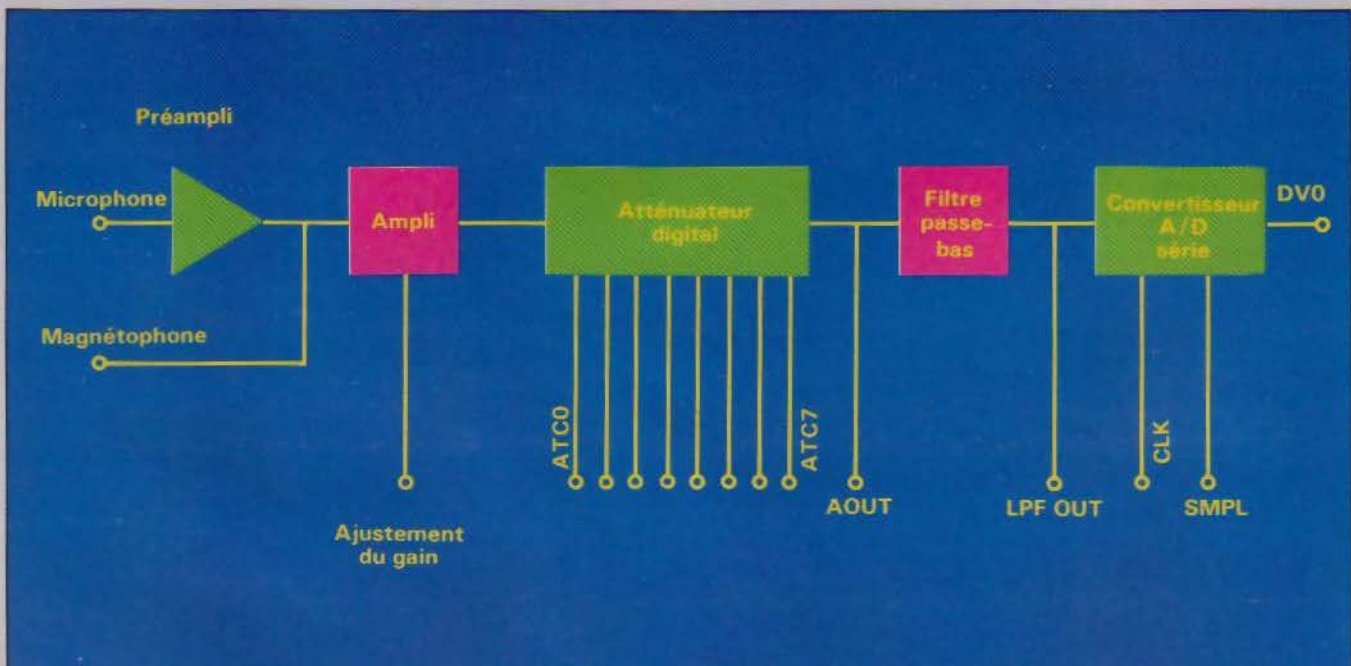 Préampli
Microphone
Ampli
Atténuateur
digital
Filtre
passe-
bas
Convertisseur
A/D
série
DV0
Magnétophone
ATC0
ATC7
CLK
AOUT
LPF OUT
SMPL
Ajustement
du gain